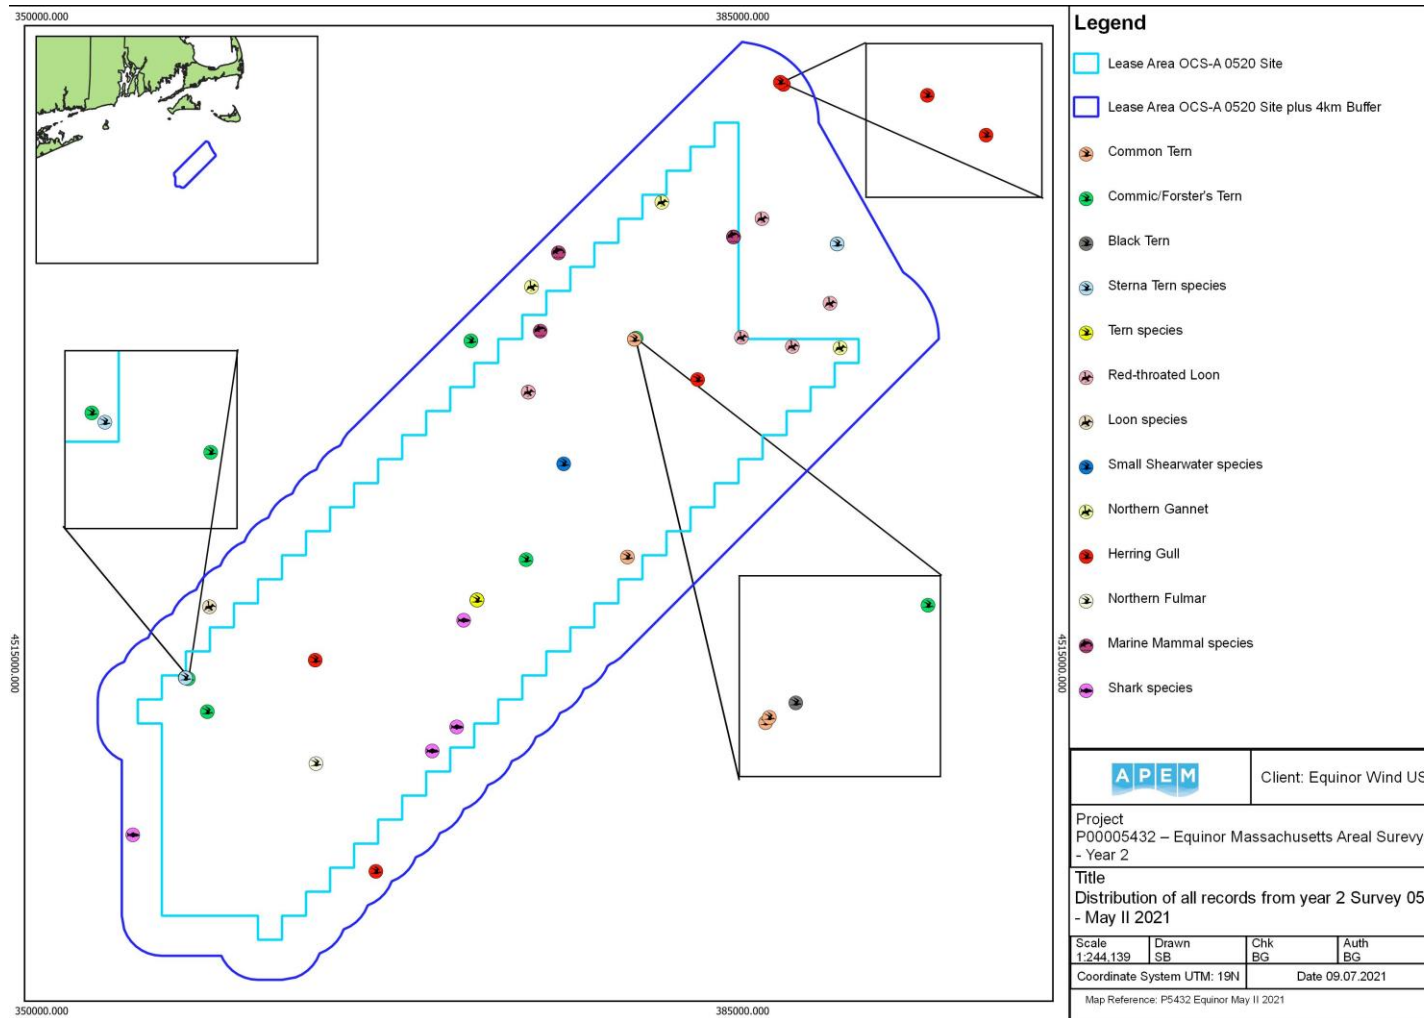 350000.000
385000.000
4515000.000
4515000.000
350000.000
385000.000
Legend
Lease Area OCS-A 0520 Site
Lease Area OCS-A 0520 Site plus 4km Buffer
Common Tern
Commic/Forster's Tern
Black Tern
Sterna Tern species
Tern species
Red-throated Loon
Loon species
Small Shearwater species
Northern Gannet
Herring Gull
Northern Fulmar
Marine Mammal species
Shark species
APEM
Client: Equinor Wind US
Project
P00005432 – Equinor Massachusetts Areal Surevy
- Year 2
Title
Distribution of all records from year 2 Survey 05
- May II 2021
Scale
1:244,139
Drawn
SB
Chk
BG
Auth
BG
Coordinate System UTM: 19N
Date 09.07.2021
Map Reference: P5432 Equinor May II 2021